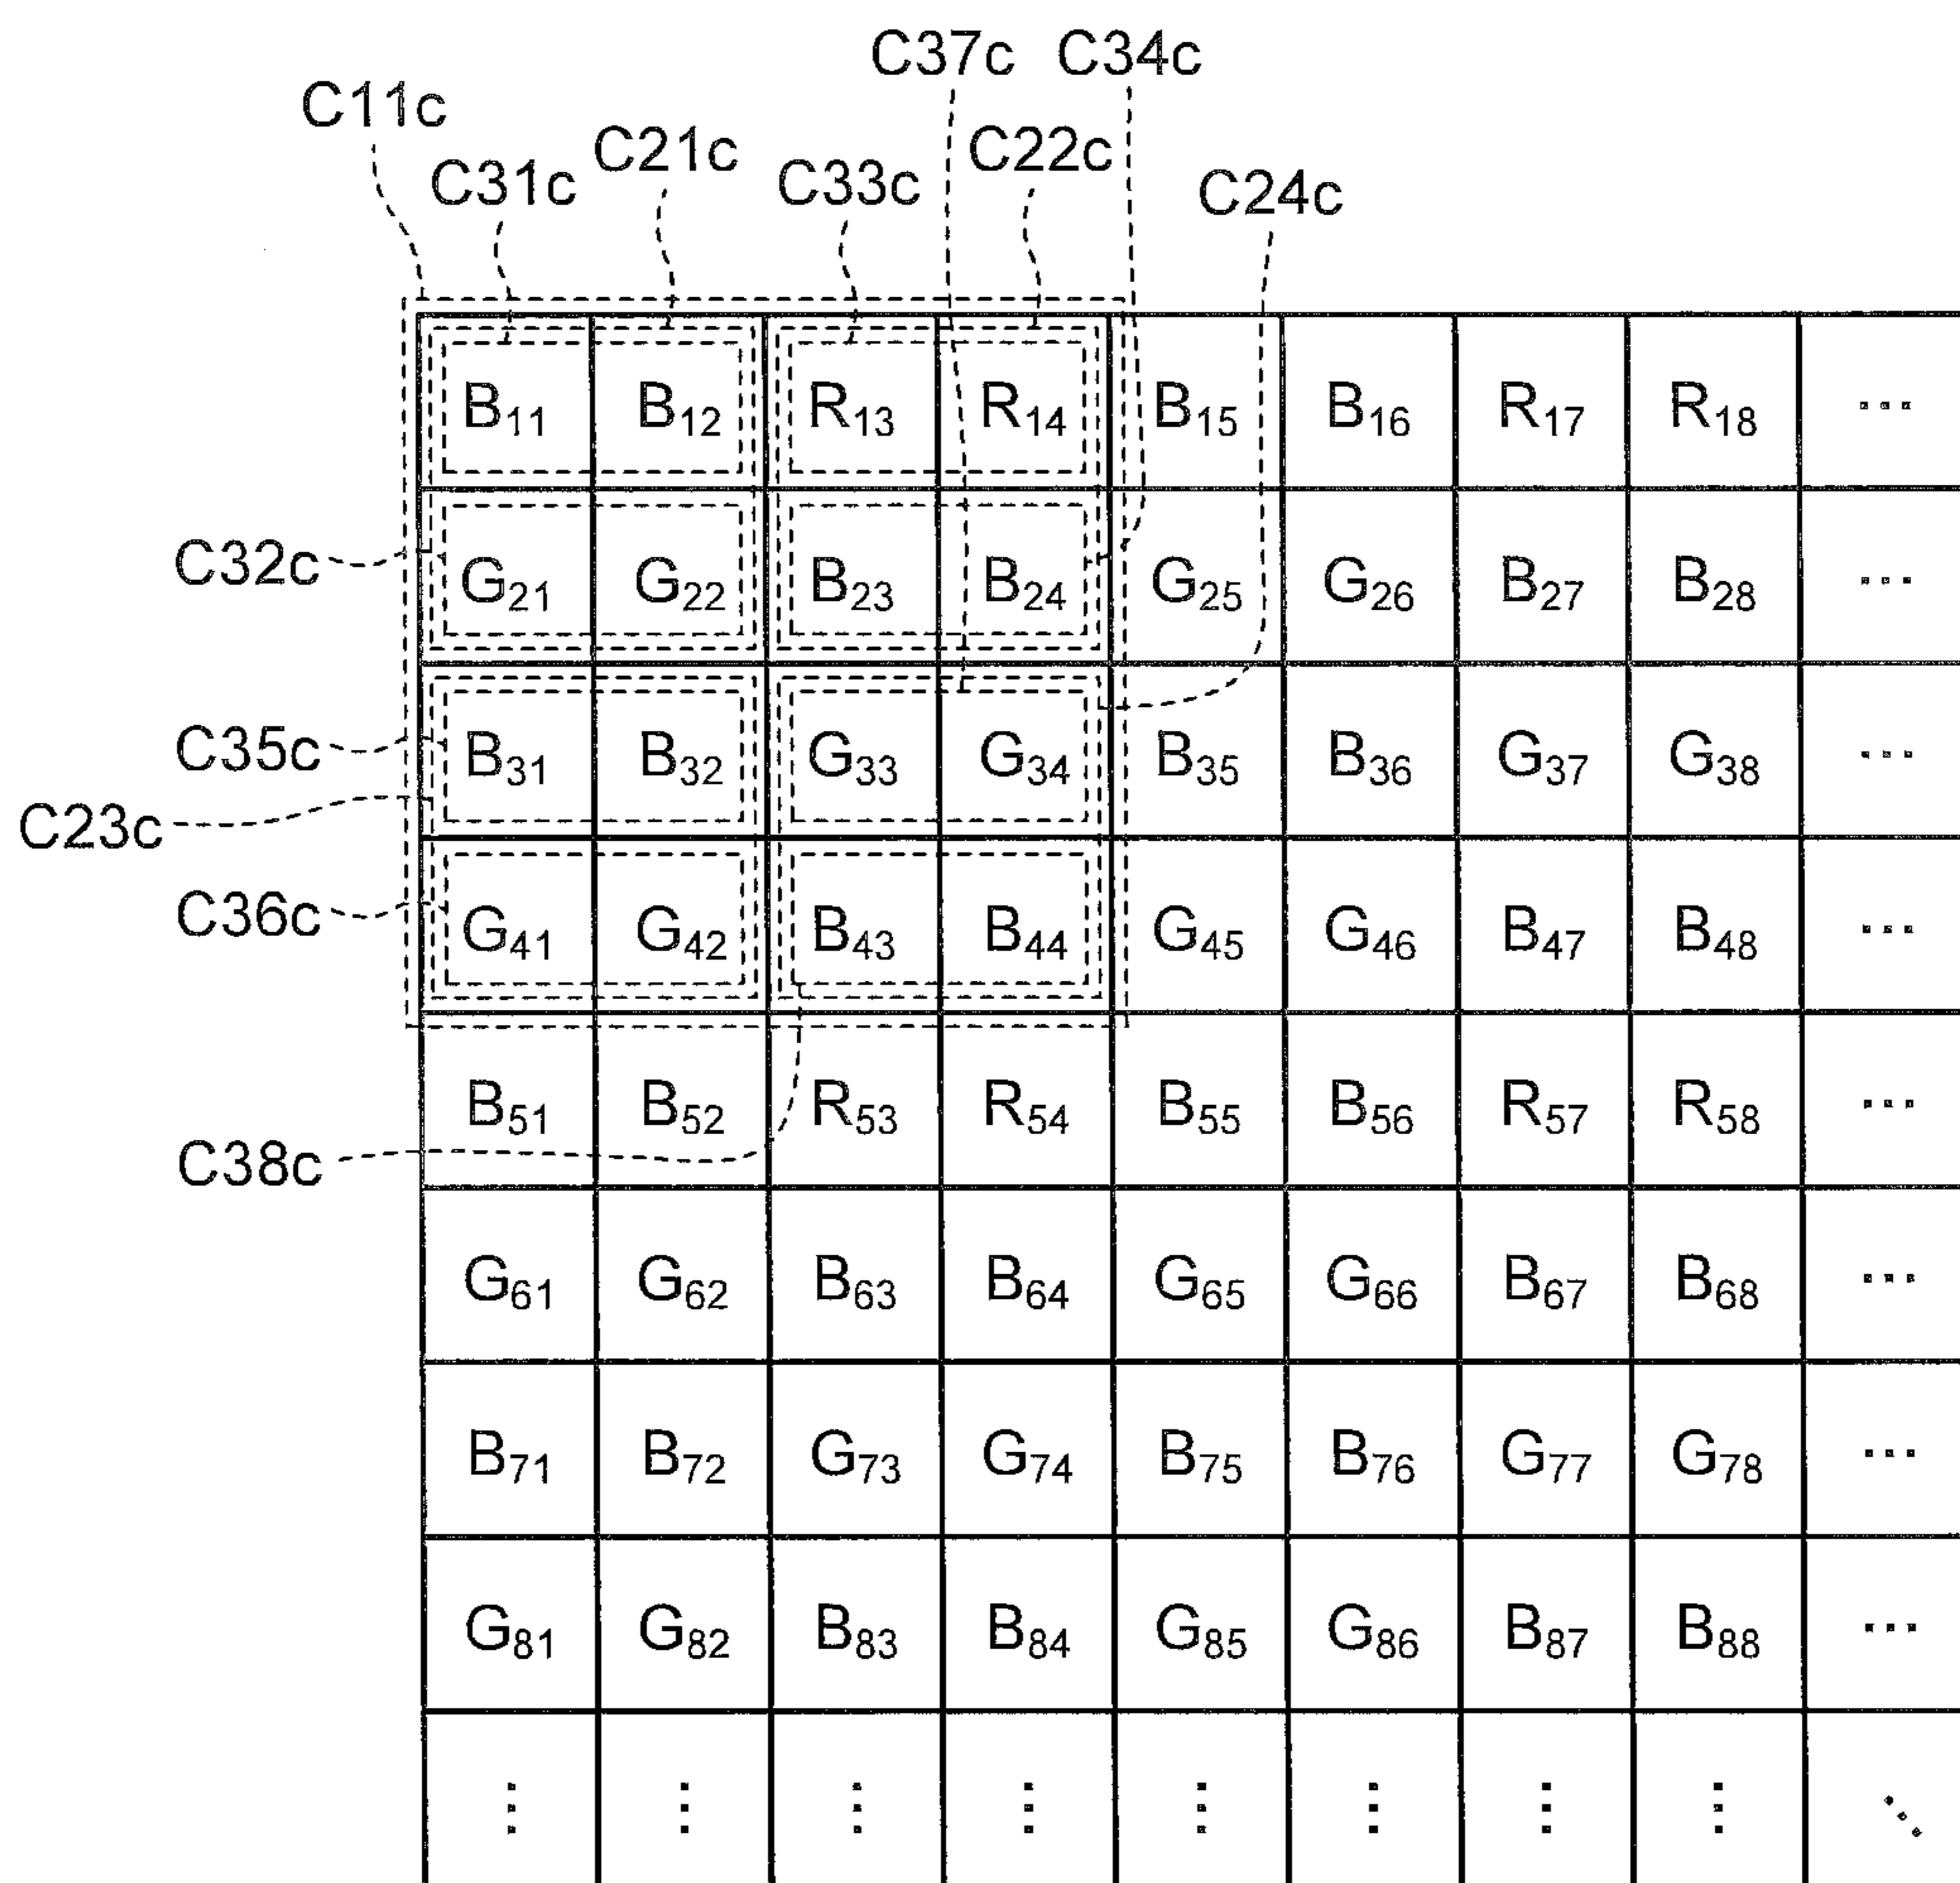 C37c C34c
C11c
C21c C22c
C31c C33c C24c
B11 B12 R13 R14 B15 B16 R17 R18 ...
C32c G21 G22 B23 B24 G25 G26 B27 B28 ...
C35c B31 B32 G33 G34 B35 B36 G37 G38 ...
C23c
C36c G41 G42 B43 B44 G45 G46 B47 B48 ...
B51 B52 R53 R54 B55 B56 R57 R58 ...
C38c
G61 G62 B63 B64 G65 G66 B67 B68 ...
B71 B72 G73 G74 B75 B76 G77 G78 ...
G81 G82 B83 B84 G85 G86 B87 B88 ...